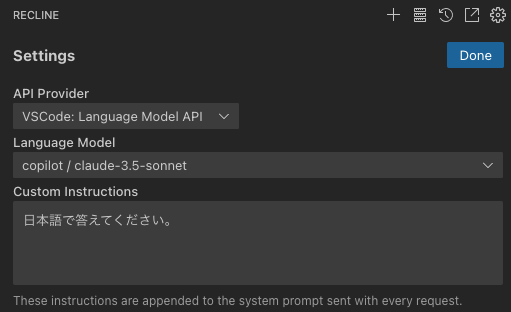 RECLINE
Settings
Done
API Provider
VSCode: Language Model API
Language Model
copilot / claude-3.5-sonnet
Custom Instructions
日本語で答えてください。
These instructions are appended to the system prompt sent with every request.